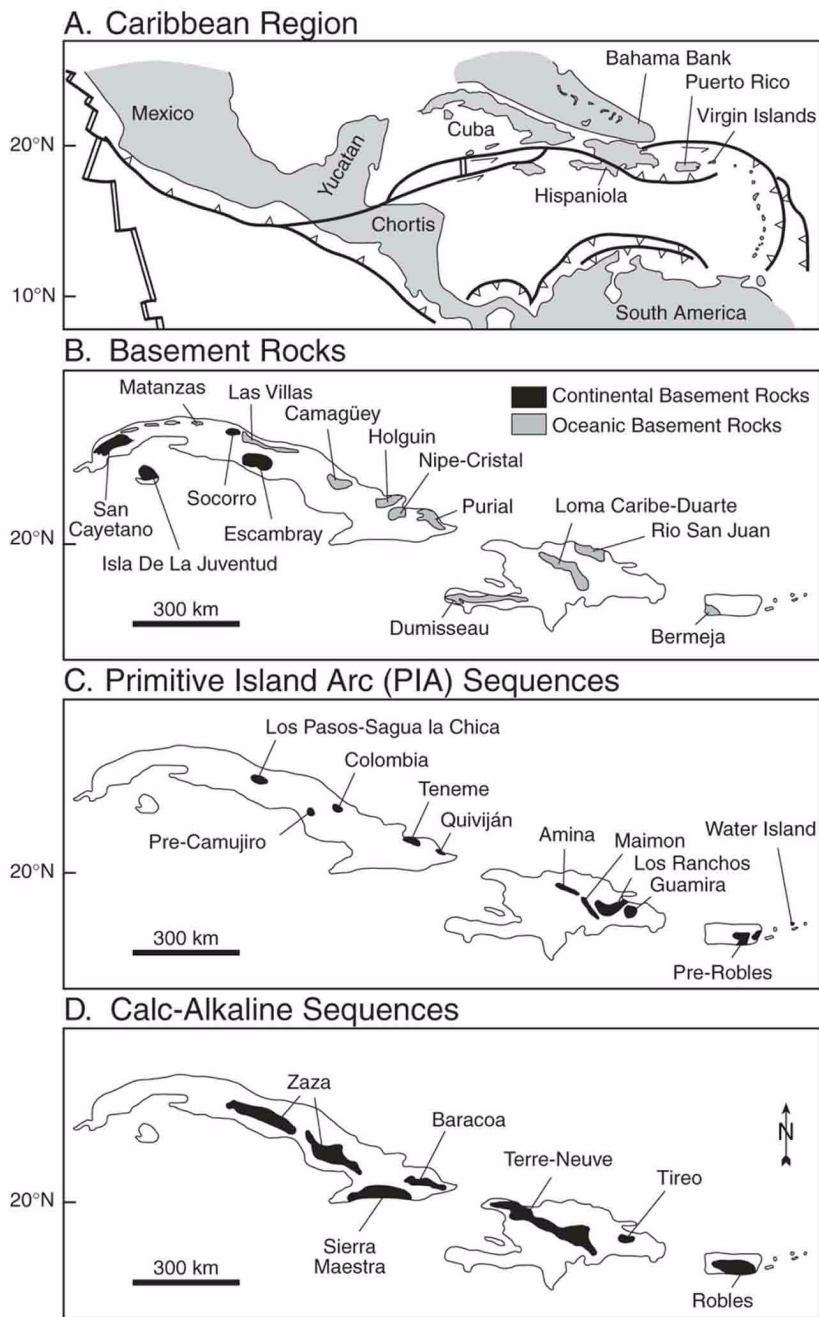 A. Caribbean Region
Bahama Bank
Puerto Rico
Virgin Islands
Mexico
Cuba
20°N
Yucatan
Hispaniola
Chortis
10°N
South America
B. Basement Rocks
Matanzas
Las Villas
Continental Basement Rocks
Camagüey
Oceanic Basement Rocks
Holguin
Nipe-Cristal
Socorro
Purial
Loma Caribe-Duarte
San
Cayetano
Escambray
Rio San Juan
20°N
Isla De La Juventud
300 km
Dumisseau
Bermeja
C. Primitive Island Arc (PIA) Sequences
Los Pasos-Sagua la Chica
Colombia
Teneme
Quiviján
Pre-Camujiro
Amina
Maimon
Water Island
Los Ranchos
Guamira
20°N
300 km
Pre-Robles
D. Calc-Alkaline Sequences
Zaza
Baracoa
N
Terre-Neuve
Tireo
20°N
Sierra
Maestra
300 km
Robles